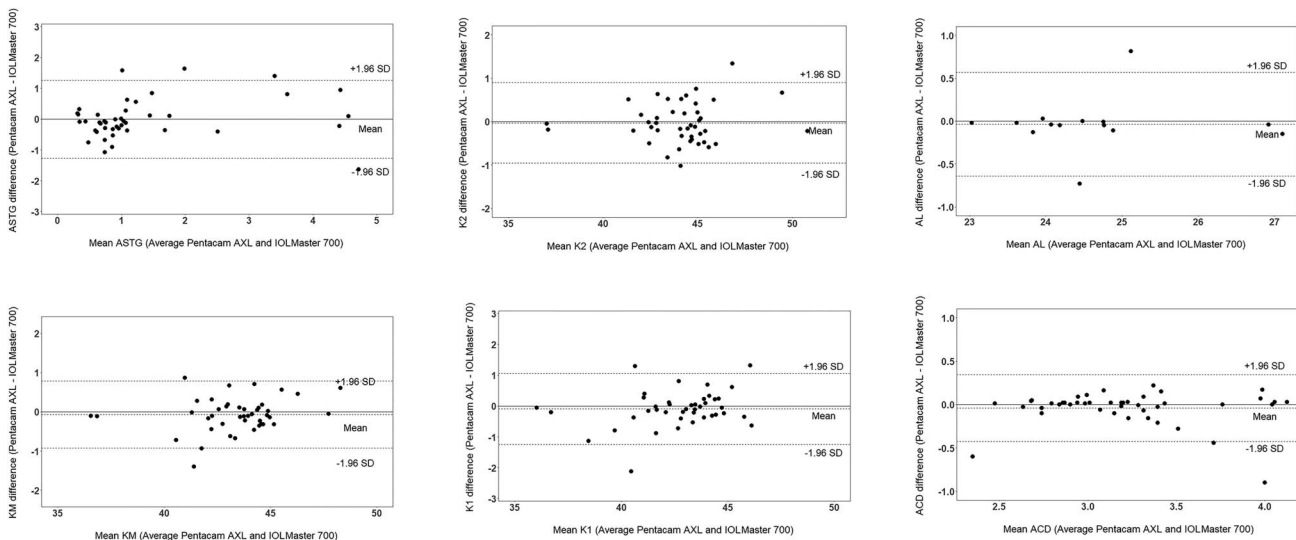 ASTG difference (Pentacam AXL - IOLMaster 700)
3
2
1
0
-1
-2
-3
+1.96 SD
Mean
-1.96 SD
0
1
2
3
4
5
Mean ASTG (Average Pentacam AXL and IOLMaster 700)
K2 difference (Pentacam AXL - IOLMaster 700)
2
1
0
-1
-2
+1.96 SD
Mean
-1.96 SD
35
40
45
50
Mean K2 (Average Pentacam AXL and IOLMaster 700)
AL difference (Pentacam AXL - IOLMaster 700)
1.0
0.5
0.0
-0.5
-1.0
+1.96 SD
Mean
-1.96 SD
23
24
25
26
27
Mean AL (Average Pentacam AXL and IOLMaster 700)
KM difference (Pentacam AXL - IOLMaster 700)
2
1
0
-1
-2
+1.96 SD
Mean
-1.96 SD
35
40
45
50
Mean KM (Average Pentacam AXL and IOLMaster 700)
K1 difference (Pentacam AXL - IOLMaster 700)
3
2
1
0
-1
-2
-3
+1.96 SD
Mean
-1.96 SD
35
40
45
50
Mean K1 (Average Pentacam AXL and IOLMaster 700)
ACD difference (Pentacam AXL - IOLMaster 700)
1.0
0.5
0.0
-0.5
-1.0
+1.96 SD
Mean
-1.96 SD
2.5
3.0
3.5
4.0
Mean ACD (Average Pentacam AXL and IOLMaster 700)